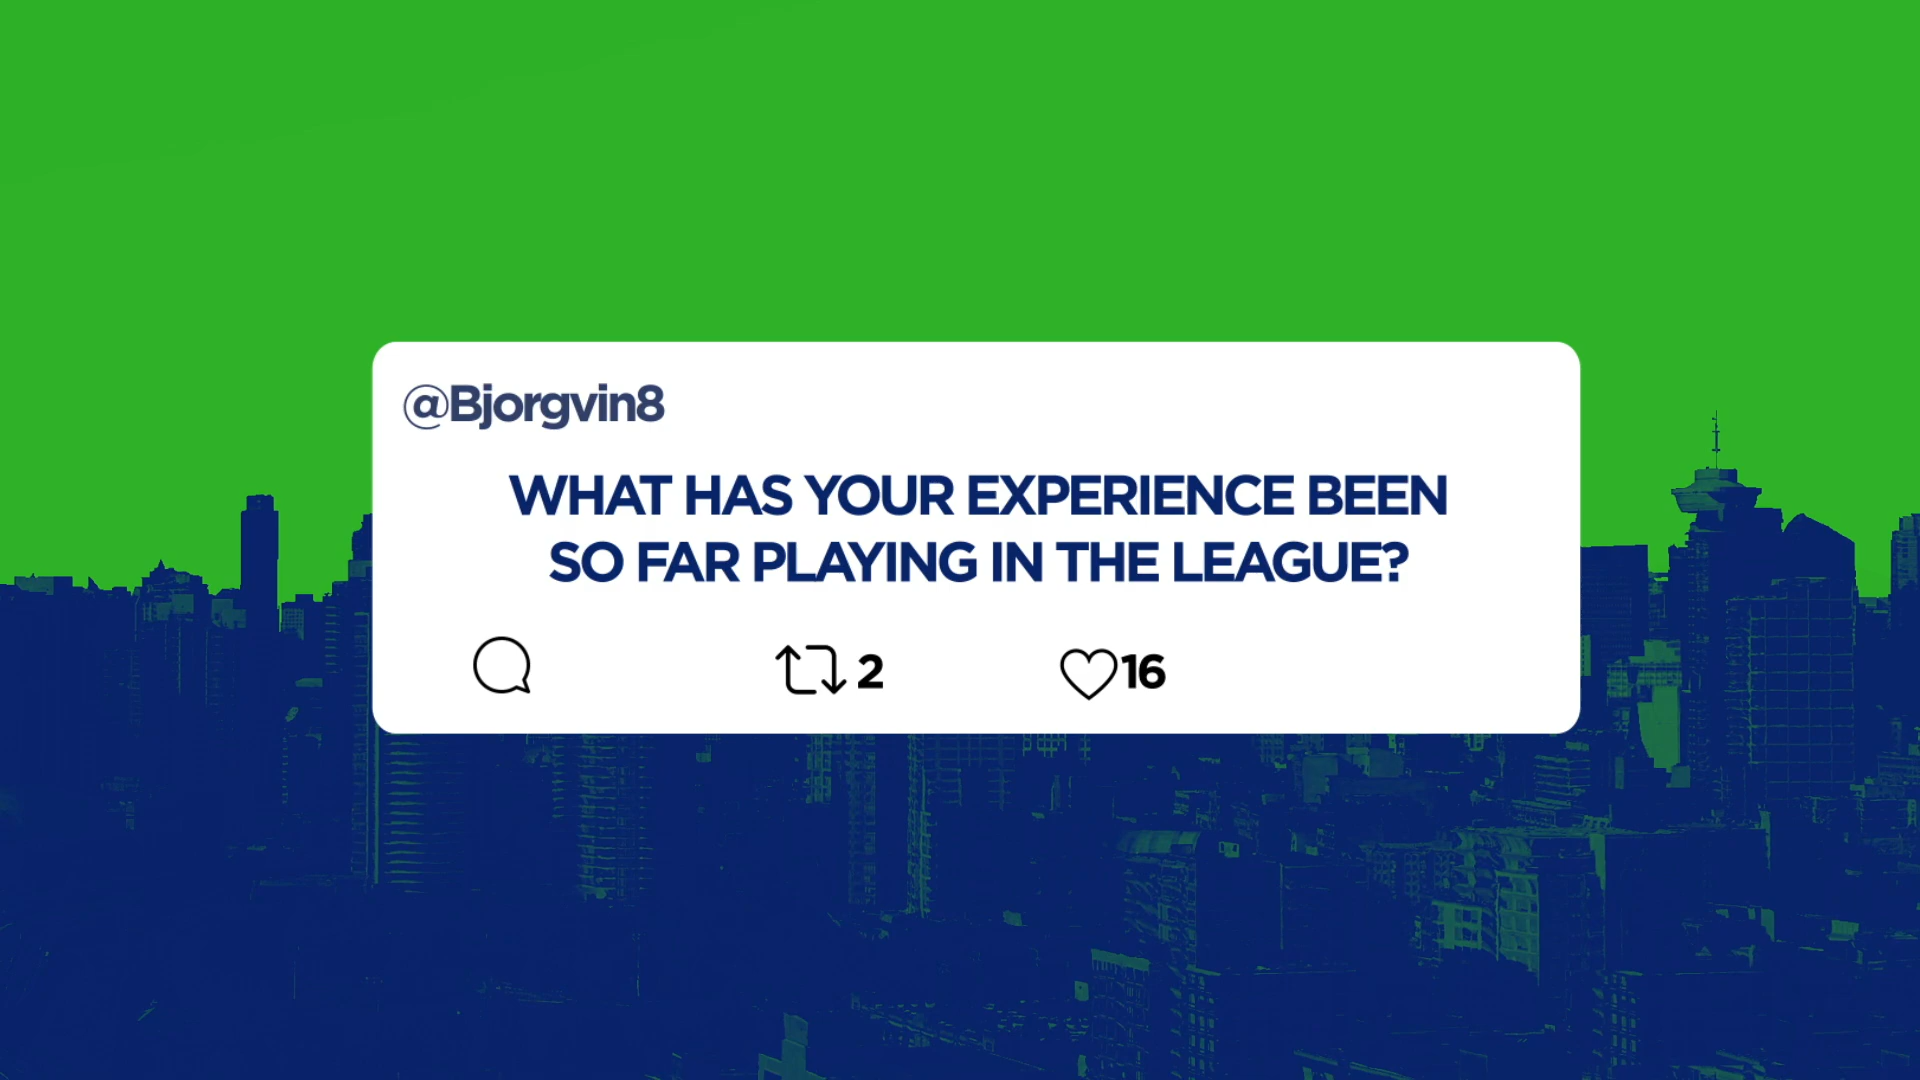 @Bjorgvin8
WHAT HAS YOUR EXPERIENCE BEEN
SO FAR PLAYING IN THE LEAGUE?
2 16